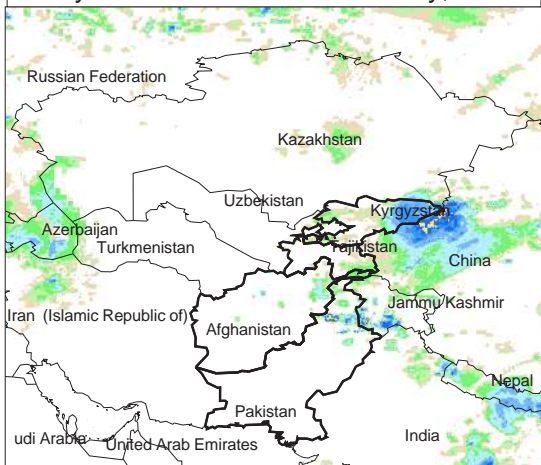 Russian Federation
Kazakhstan
Uzbekistan
Kyrgyzstan
Azerbaijan
Turkmenistan
Tajikistan
China
Jammu Kashmir
Iran (Islamic Republic of)
Afghanistan
Nepal
Pakistan
udi Arabia
United Arab Emirates
India